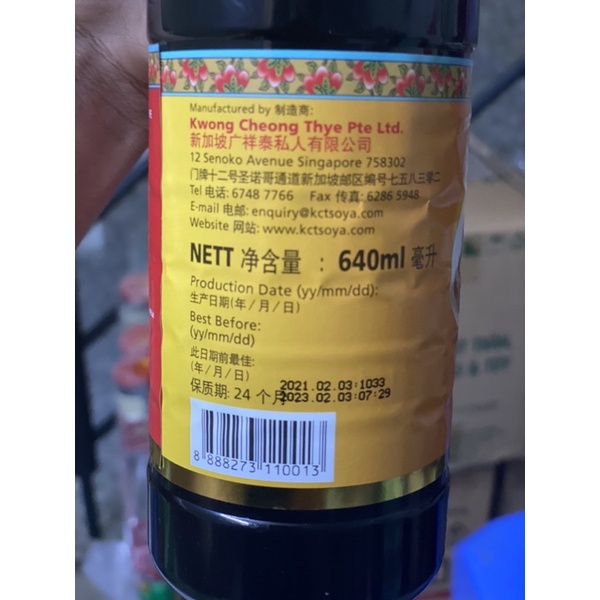 Manufactured by 制造商:
Kwong Cheong Thye Pte Ltd.
新加坡广祥泰私人有限公司
12 Senoko Avenue Singapore 758302
门牌十二号圣诺哥通道新加坡邮区编号七五八三零二
Tel 电话: 6748 7766 Fax 传真: 6286 5948
E-mail 电邮: enquiry@kctsoya.com
Website 网站: www.kctsoya.com
NETT 净含量 : 640ml 毫升
Production Date (yy/mm/dd):
生产日期(年/月/日)
Best Before:
(yy/mm/dd)
此日期前最佳:
(年/月/日)
保质期: 24 个月
2021.02.03:1033
2023.02.03:07:29
8 888273 110013